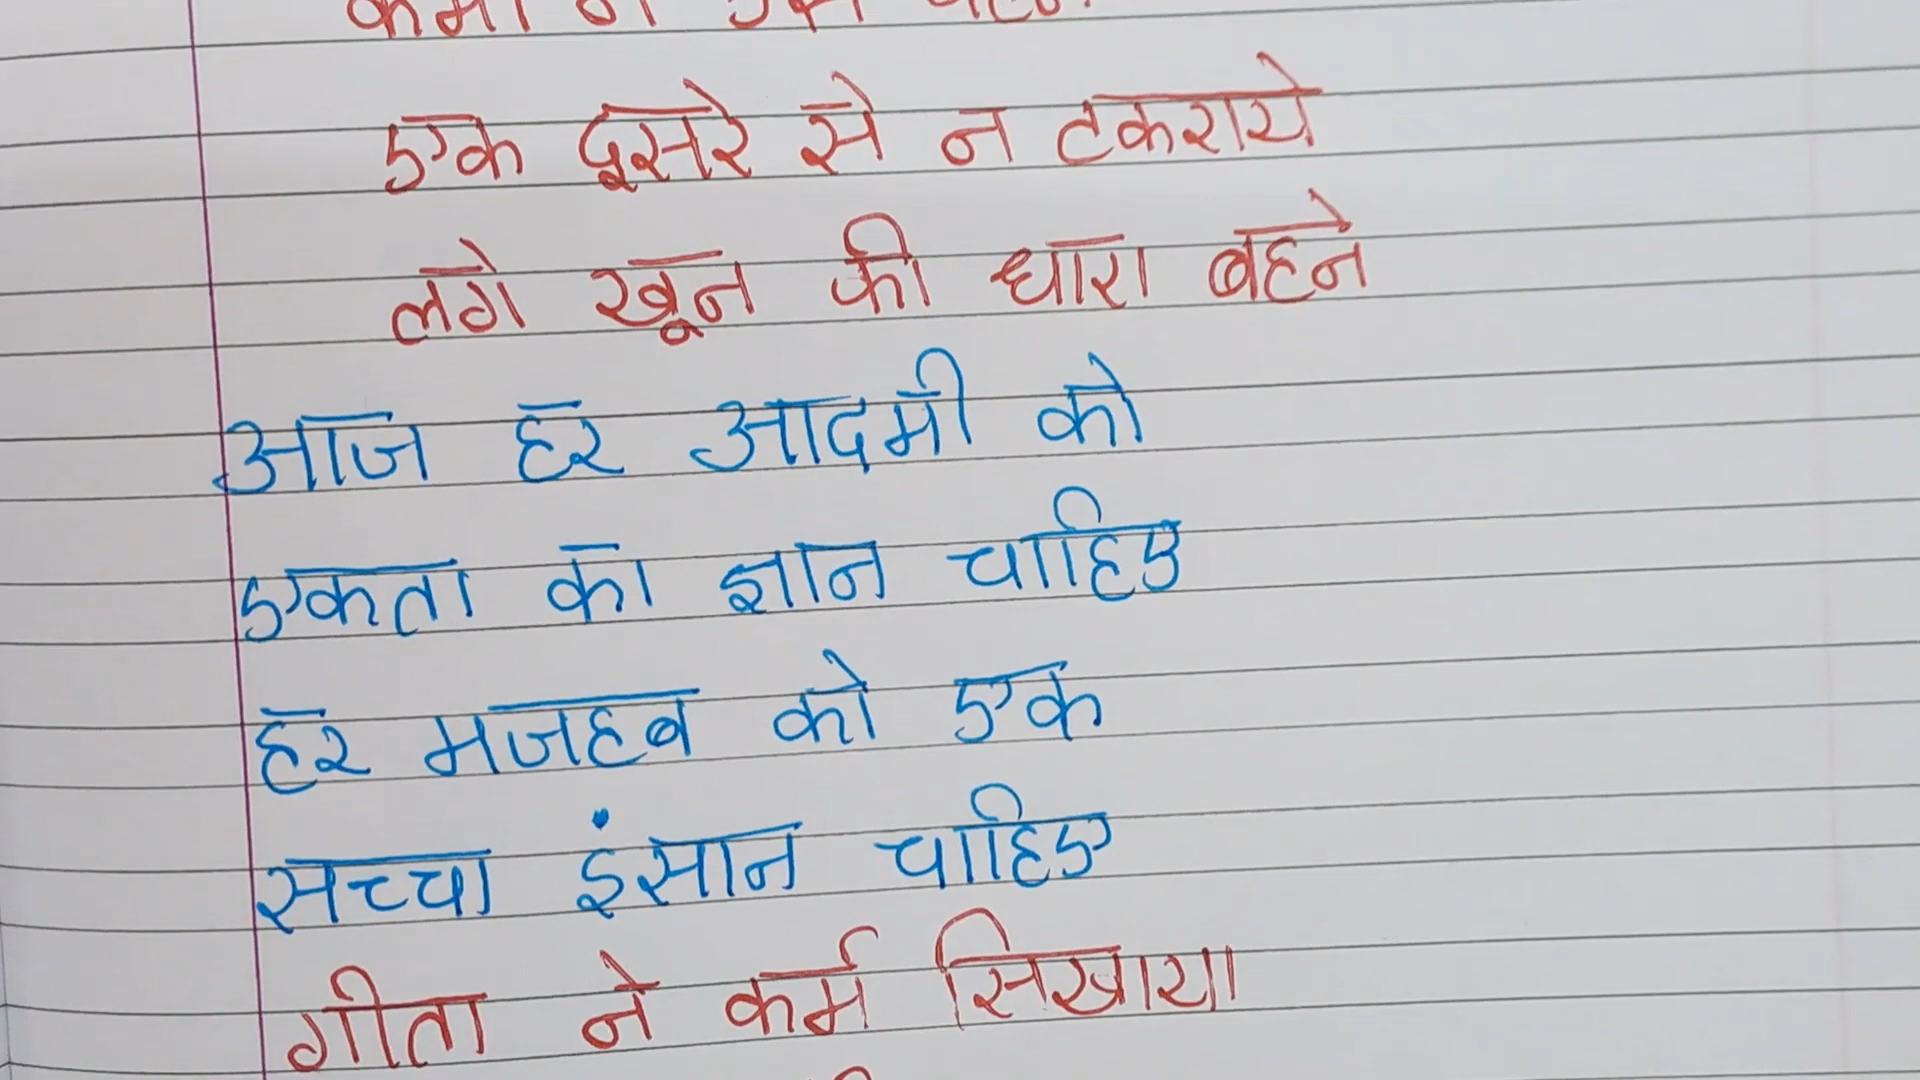 एक दूसरे से न टकराये
लगे खून की धारा बहने
आज हर आदमी को
एकता का ज्ञान चाहिए
हर मजहब को एक
सच्चा इंसान चाहिए
गीता ने कर्म सिखाया